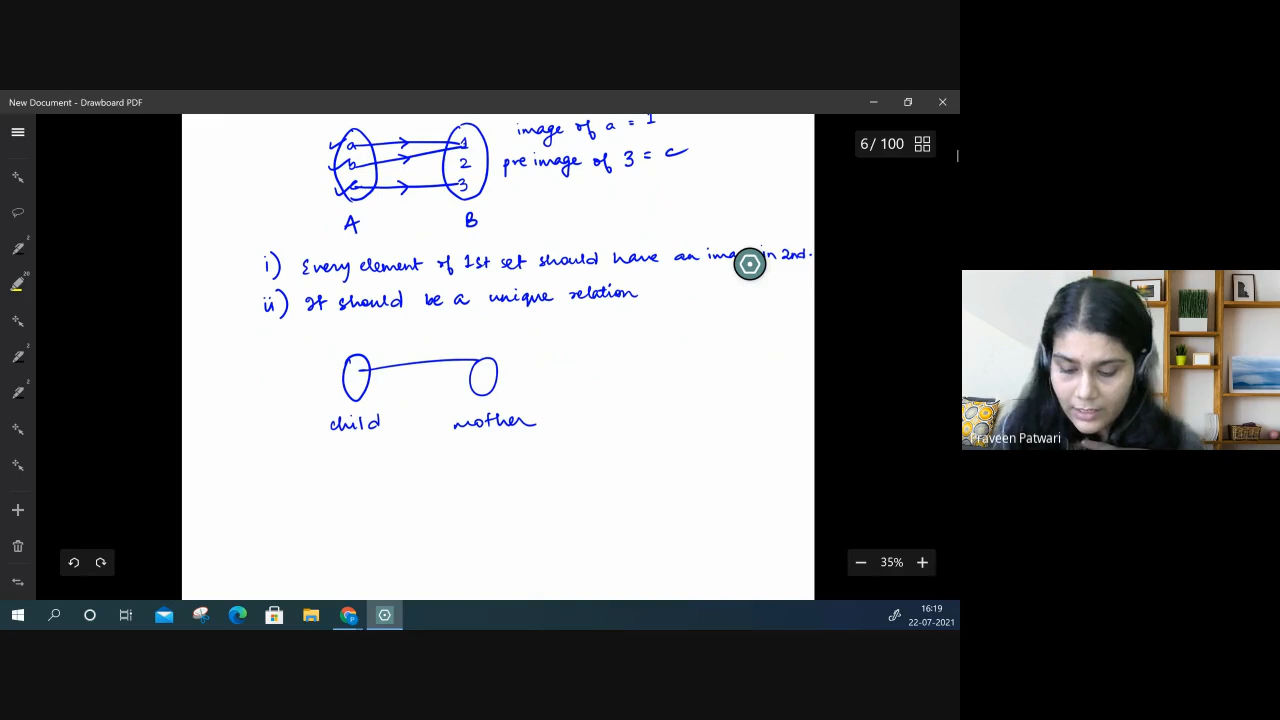 New Document - Drawboard PDF
6 / 100
image of a = 1
a 1
b 2
pre image of 3 = c
c 3
A B
i) Every element of 1st set should have an in 2nd.
ii) It should be a unique relation
child mother
Praveen Patwari
35%
16:19
22-07-2021